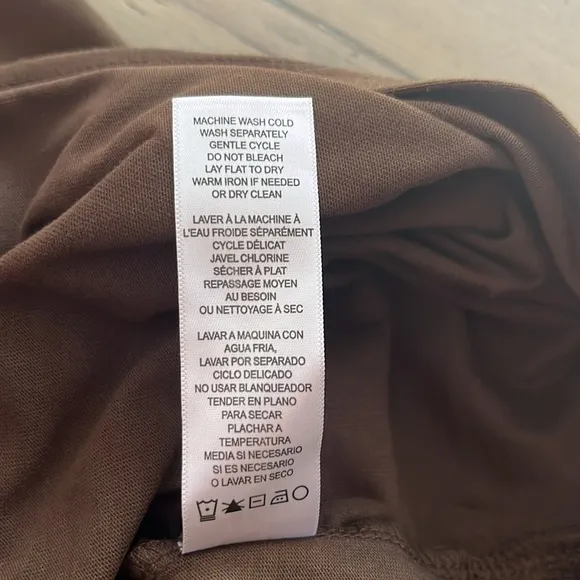 MACHINE WASH COLD
WASH SEPARATELY
GENTLE CYCLE
DO NOT BLEACH
LAY FLAT TO DRY
WARM IRON IF NEEDED
OR DRY CLEAN
LAVER À LA MACHINE À
L'EAU FROIDE SÉPARÉMENT
CYCLE DÉLICAT
JAVEL CHLORINE
SÉCHER À PLAT
REPASSAGE MOYEN
AU BESOIN
OU NETTOYAGE À SEC
LAVAR A MAQUINA CON
AGUA FRIA,
LAVAR POR SEPARADO
CICLO DELICADO
NO USAR BLANQUEADOR
TENDER EN PLANO
PARA SECAR
PLACHAR A
TEMPERATURA
MEDIA SI NECESARIO
SI ES NECESARIO
O LAVAR EN SECO